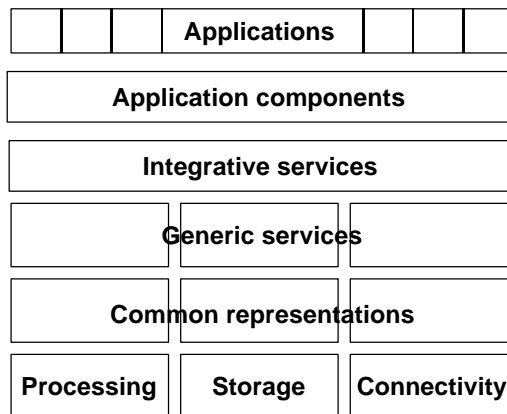 Applications
Application components
Integrative services
Generic services
Common representations
Processing Storage Connectivity